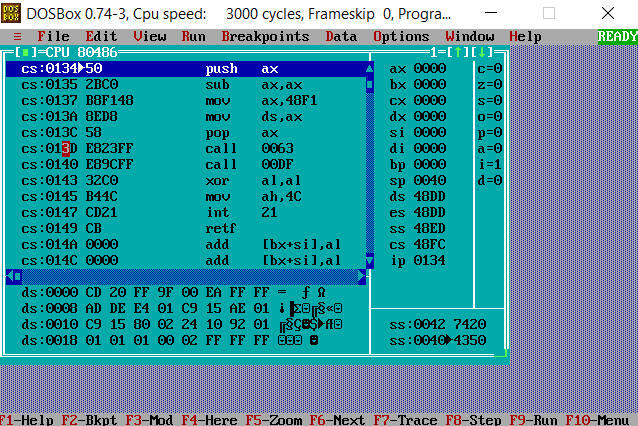 DOSBox 0.74-3, Cpu speed: 3000 cycles, Frameskip 0, Progra...
≡ File Edit View Run Breakpoints Data Options Window Help READY
[■]=CPU 80486 1=[↑][↓]
cs:0134►50 push ax ax 0000 c=0
cs:0135 2BC0 sub ax,ax bx 0000 z=0
cs:0137 B8F148 mov ax,48F1 cx 0000 s=0
cs:013A 8ED8 mov ds,ax dx 0000 o=0
cs:013C 58 pop ax si 0000 p=0
cs:013D E823FF call 0063 di 0000 a=0
cs:0140 E89CFF call 00DF bp 0000 i=1
cs:0143 32C0 xor al,al sp 0040 d=0
cs:0145 B44C mov ah,4C ds 48DD
cs:0147 CD21 int 21 es 48DD
cs:0149 CB retf ss 48ED
cs:014A 0000 add [bx+si],al cs 48FC
cs:014C 0000 add [bx+si],al ip 0134
ds:0000 CD 20 FF 9F 00 EA FF FF = ƒ Ω
ds:0008 AD DE E4 01 C9 15 AE 01
ds:0010 C9 15 80 02 24 10 92 01 ss:0042 7420
ds:0018 01 01 01 00 02 FF FF FF ss:0040►4350
F1-Help F2-Bkpt F3-Mod F4-Here F5-Zoom F6-Next F7-Trace F8-Step F9-Run F10-Menu